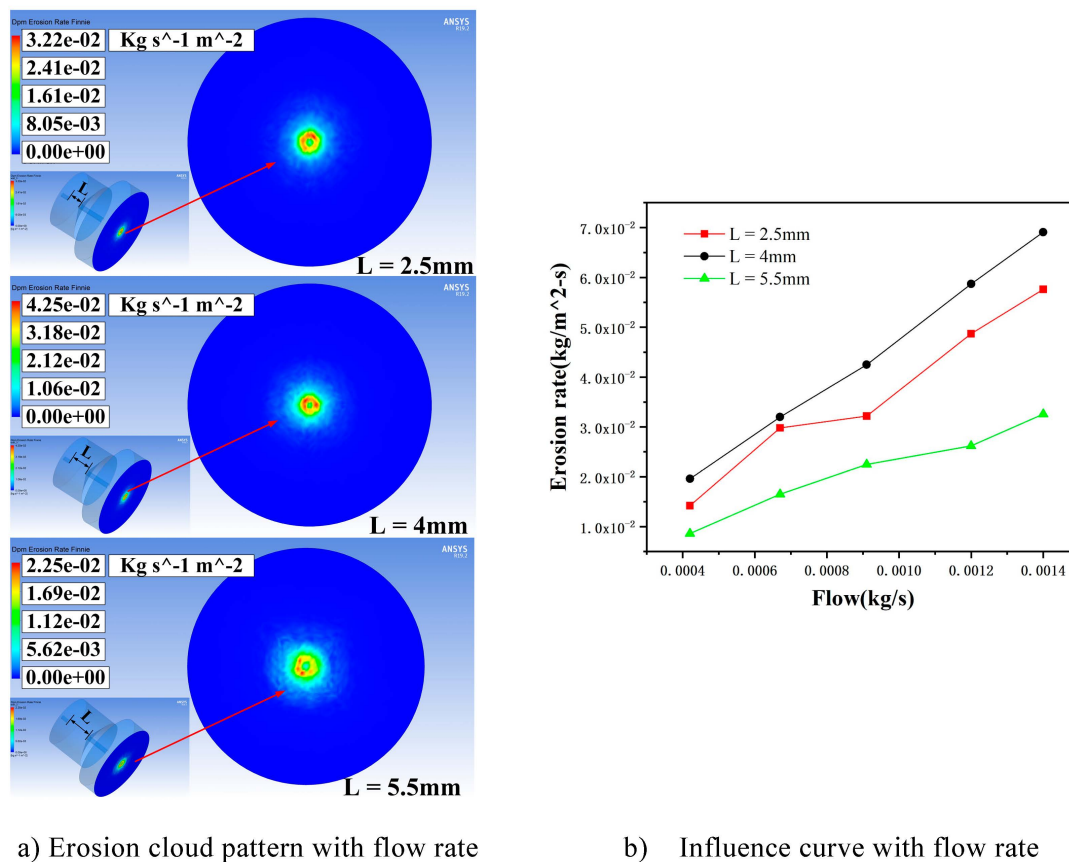 Dpm Erosion Rate Finnie
ANSYS
R19.2
3.22e-02 Kg s^-1 m^-2
2.41e-02
1.61e-02
8.05e-03
0.00e+00
L
L = 2.5mm
Dpm Erosion Rate Finnie
ANSYS
R19.2
4.25e-02 Kg s^-1 m^-2
3.18e-02
2.12e-02
1.06e-02
0.00e+00
L
L = 4mm
Dpm Erosion Rate Finnie
ANSYS
R19.2
2.25e-02 Kg s^-1 m^-2
1.69e-02
1.12e-02
5.62e-03
0.00e+00
L
L = 5.5mm
a) Erosion cloud pattern with flow rate
Erosion rate(kg/m^2-s)
7.0x10⁻²
6.0x10⁻²
5.0x10⁻²
4.0x10⁻²
3.0x10⁻²
2.0x10⁻²
1.0x10⁻²
L = 2.5mm
L = 4mm
L = 5.5mm
0.0004 0.0006 0.0008 0.0010 0.0012 0.0014
Flow(kg/s)
b) Influence curve with flow rate